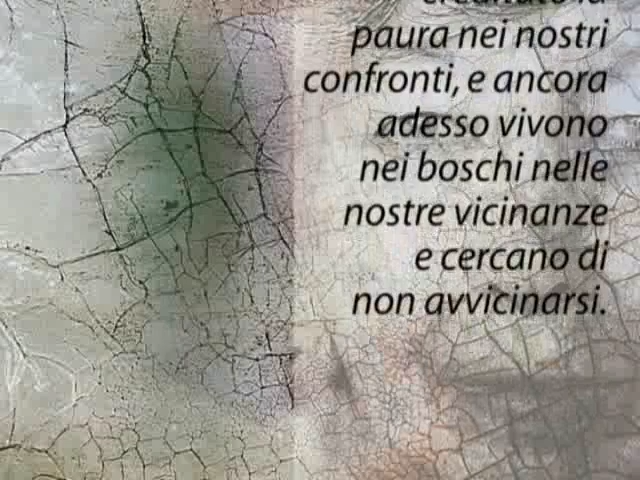 paura nei nostri
confronti, e ancora
adesso vivono
nei boschi nelle
nostre vicinanze
e cercano di
non avvicinarsi.